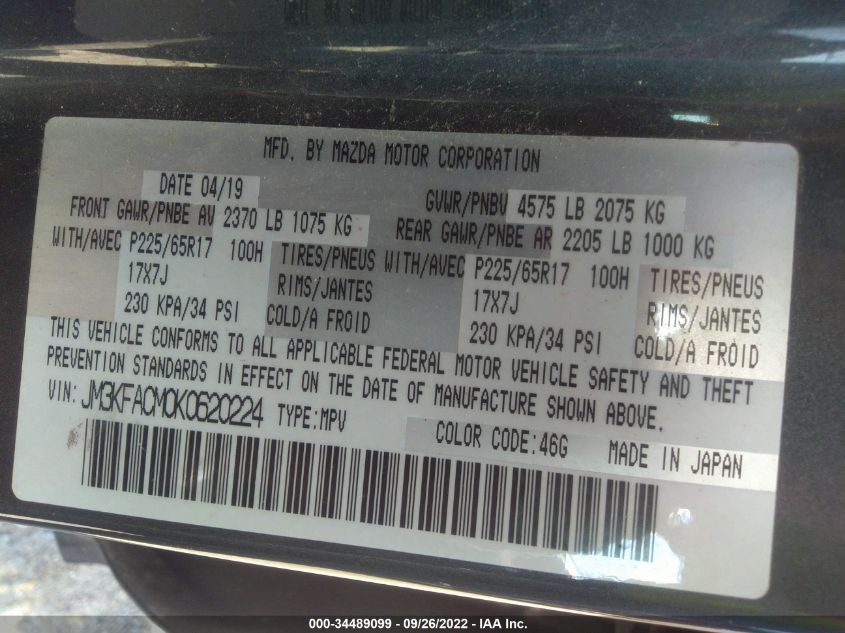 MFD. BY MAZDA MOTOR CORPORATION
DATE 04/19
GVWR/PNBV 4575 LB 2075 KG
FRONT GAWR/PNBE AV 2370 LB 1075 KG
REAR GAWR/PNBE AR 2205 LB 1000 KG
WITH/AVEC P225/65R17 100H TIRES/PNEUS WITH/AVEC P225/65R17 100H TIRES/PNEUS
17X7J RIMS/JANTES 17X7J RIMS/JANTES
230 KPA/34 PSI COLD/A FROID 230 KPA/34 PSI COLD/A FROID
THIS VEHICLE CONFORMS TO ALL APPLICABLE FEDERAL MOTOR VEHICLE SAFETY AND THEFT
PREVENTION STANDARDS IN EFFECT ON THE DATE OF MANUFACTURE SHOWN ABOVE.
VIN: JM3KFACM0K0620224 TYPE:MPV
COLOR CODE:46G MADE IN JAPAN
000-34489099 - 09/26/2022 - IAA Inc.